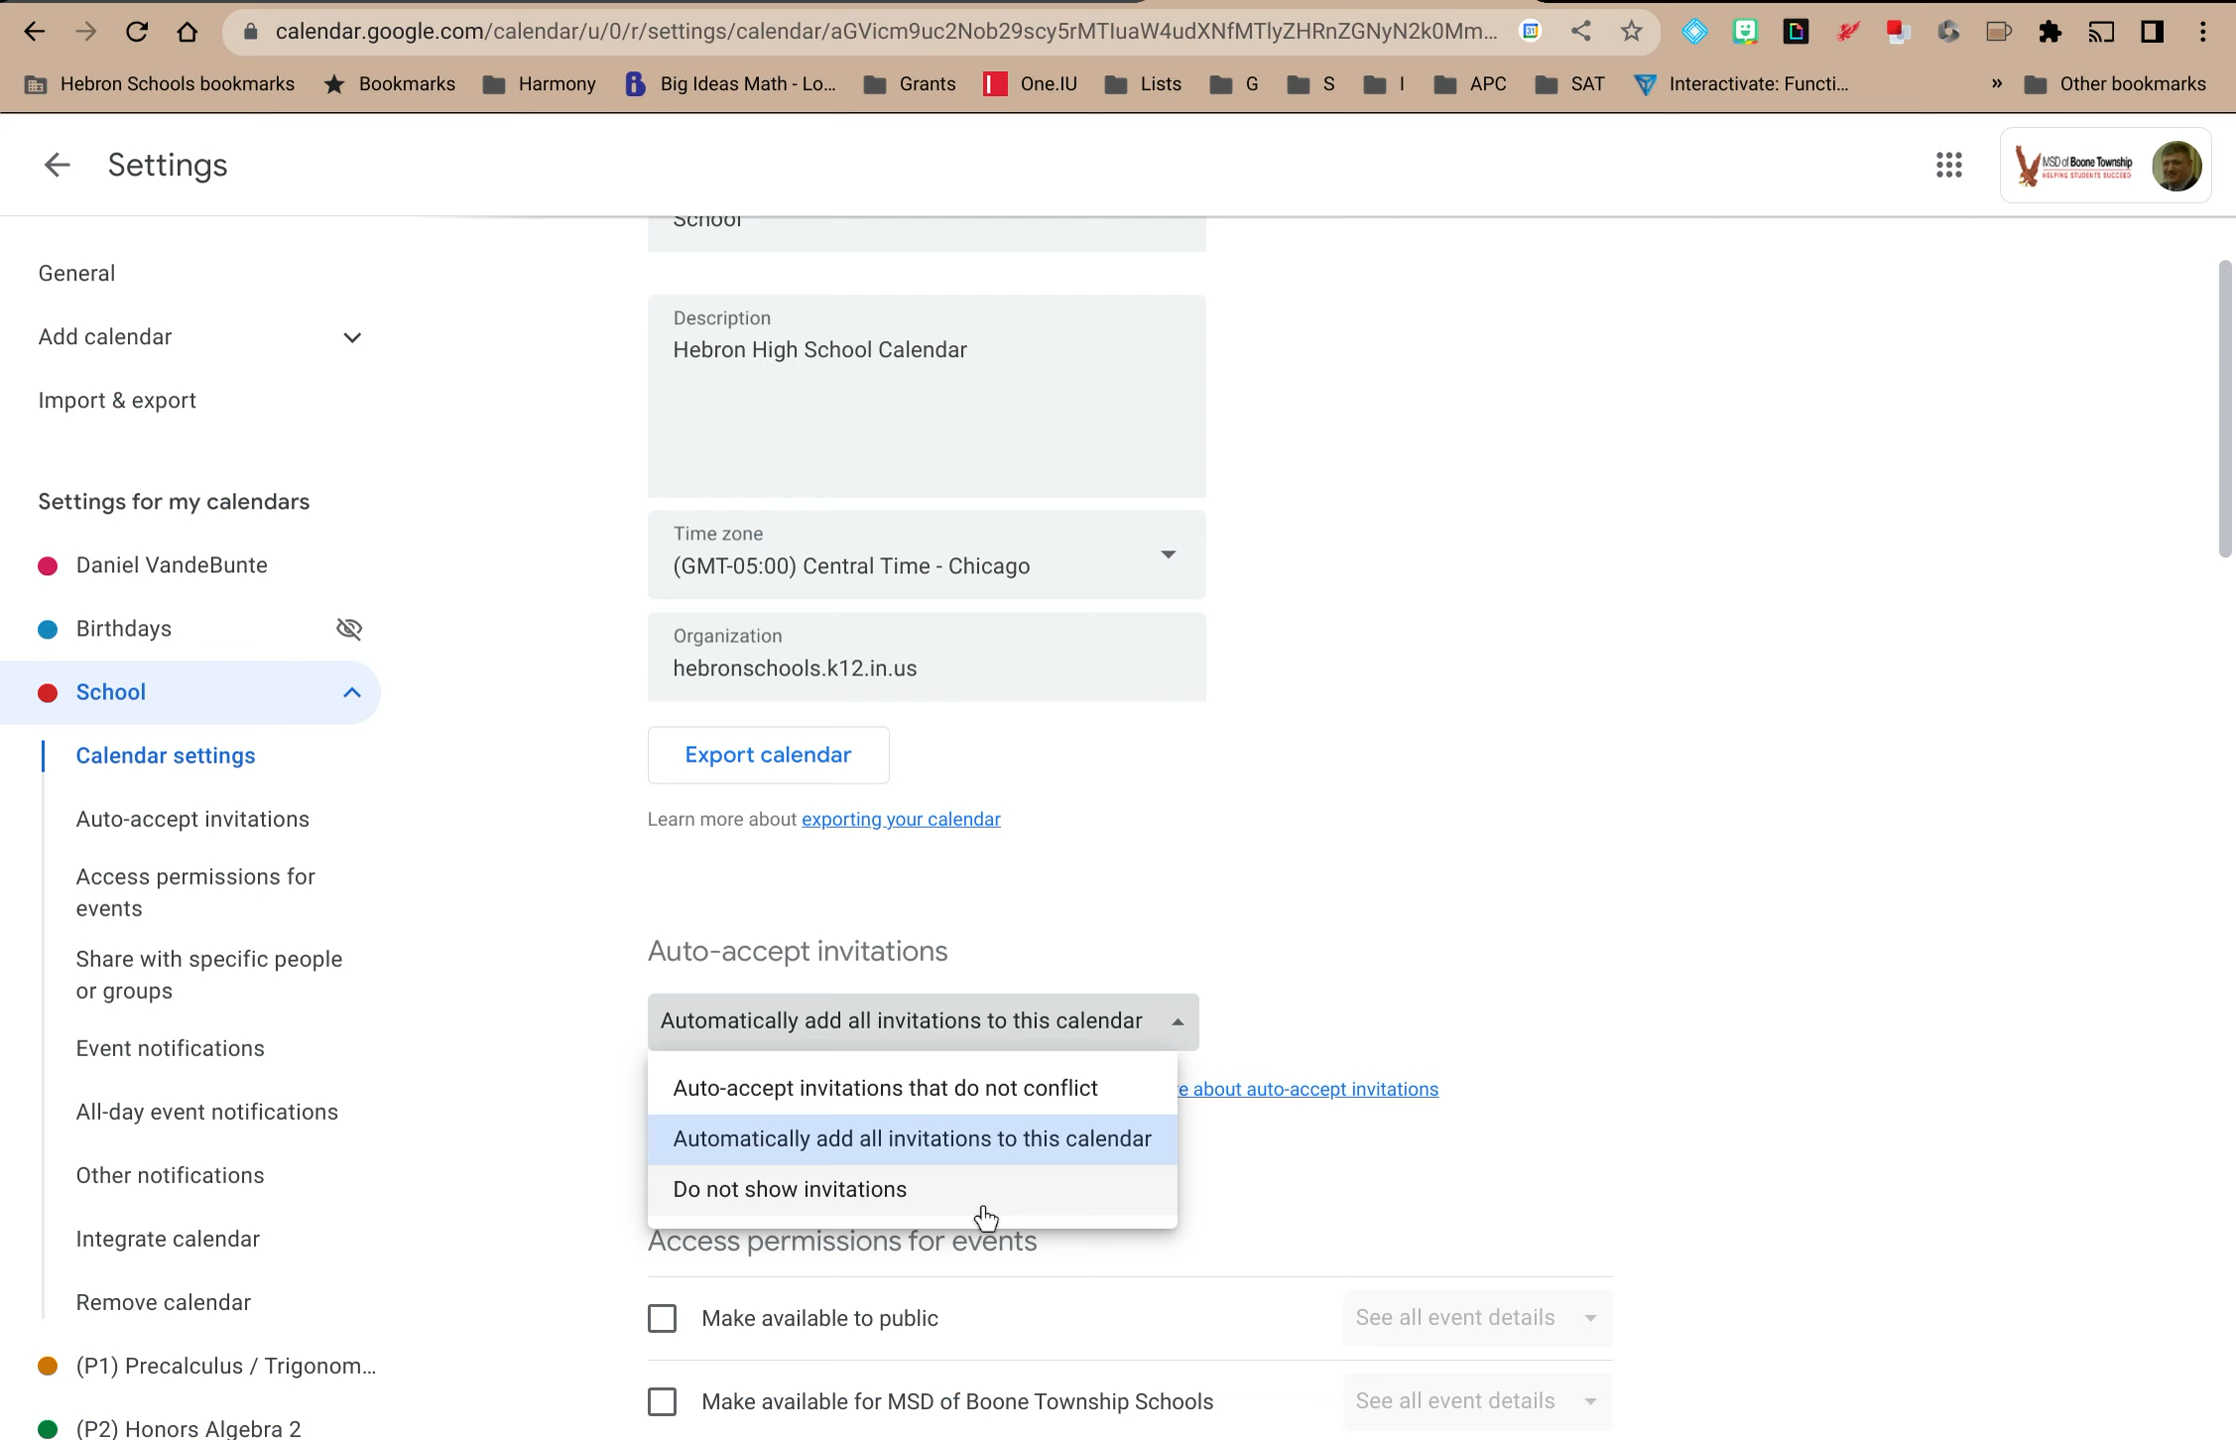 calendar.google.com/calendar/u/0/r/settings/calendar/aGVicm9uc2Nob29scy5rMTIuaW4udXNfMTIyZHRnZGNyN2k0Mm...
Hebron Schools bookmarks
Bookmarks
Harmony
Big Ideas Math - Lo...
Grants
One.IU
Lists
G
S
I
APC
SAT
Interactivate: Functi...
»
Other bookmarks
Settings
MSD of Boone Township
HELPING STUDENTS SUCCEED
General
Add calendar
Import & export
Settings for my calendars
Daniel VandeBunte
Birthdays
School
Calendar settings
Auto-accept invitations
Access permissions for
events
Share with specific people
or groups
Event notifications
All-day event notifications
Other notifications
Integrate calendar
Remove calendar
(P1) Precalculus / Trigonom...
(P2) Honors Algebra 2
School
Description
Hebron High School Calendar
Time zone
(GMT-05:00) Central Time - Chicago
Organization
hebronschools.k12.in.us
Export calendar
Learn more about exporting your calendar
Auto-accept invitations
Automatically add all invitations to this calendar
Auto-accept invitations that do not conflict
e about auto-accept invitations
Automatically add all invitations to this calendar
Do not show invitations
Access permissions for events
Make available to public
See all event details
Make available for MSD of Boone Township Schools
See all event details